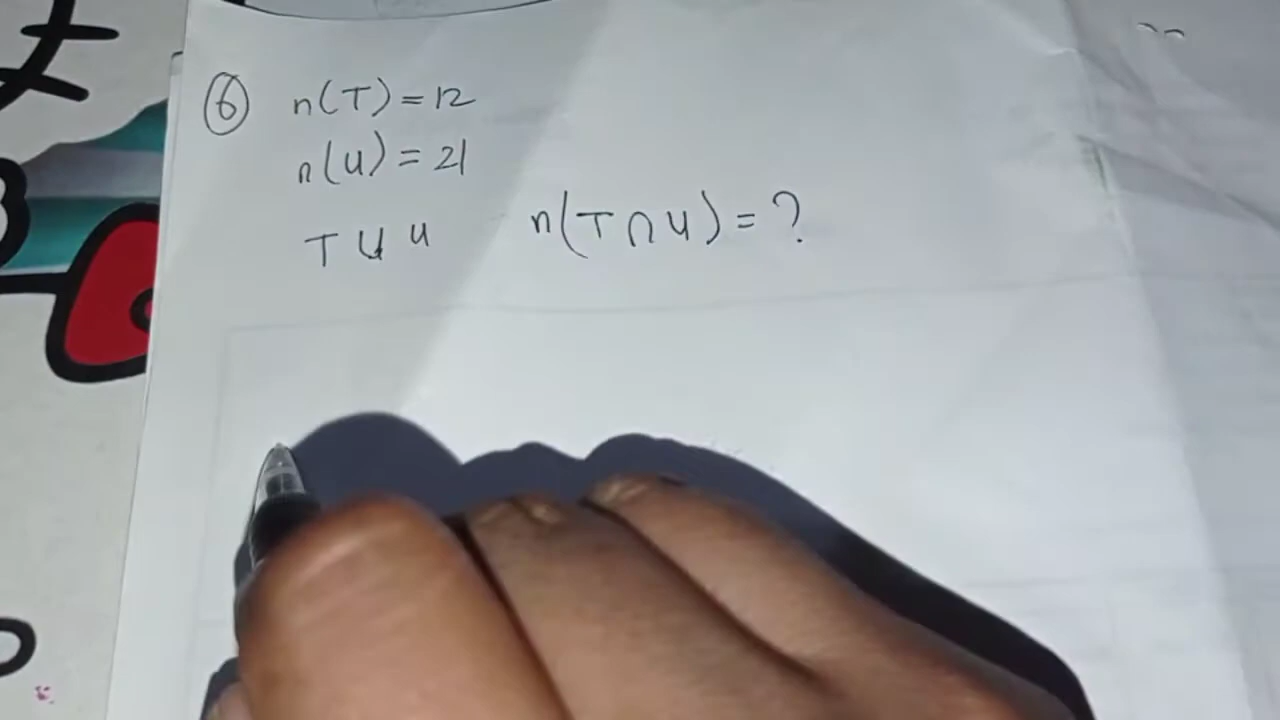 ⑥ n(T) = 12
n(U) = 21
T U U n(T ∩ U) = ?